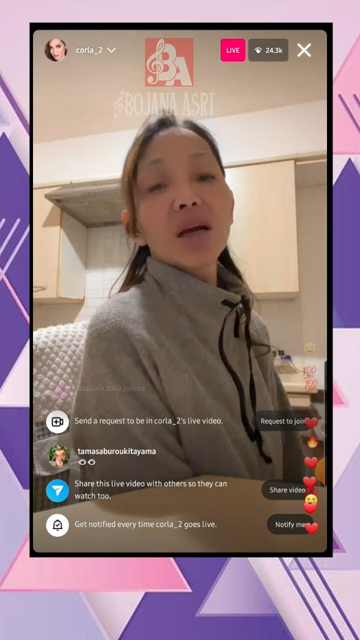 corla_2
LIVE
24.3k
BA
BOJANA ASRI
Send a request to be in corla_2's live video.
Request to join
tamasaburoukitayama
Share this live video with others so they can
watch too.
Share video
Get notified every time corla_2 goes live.
Notify me